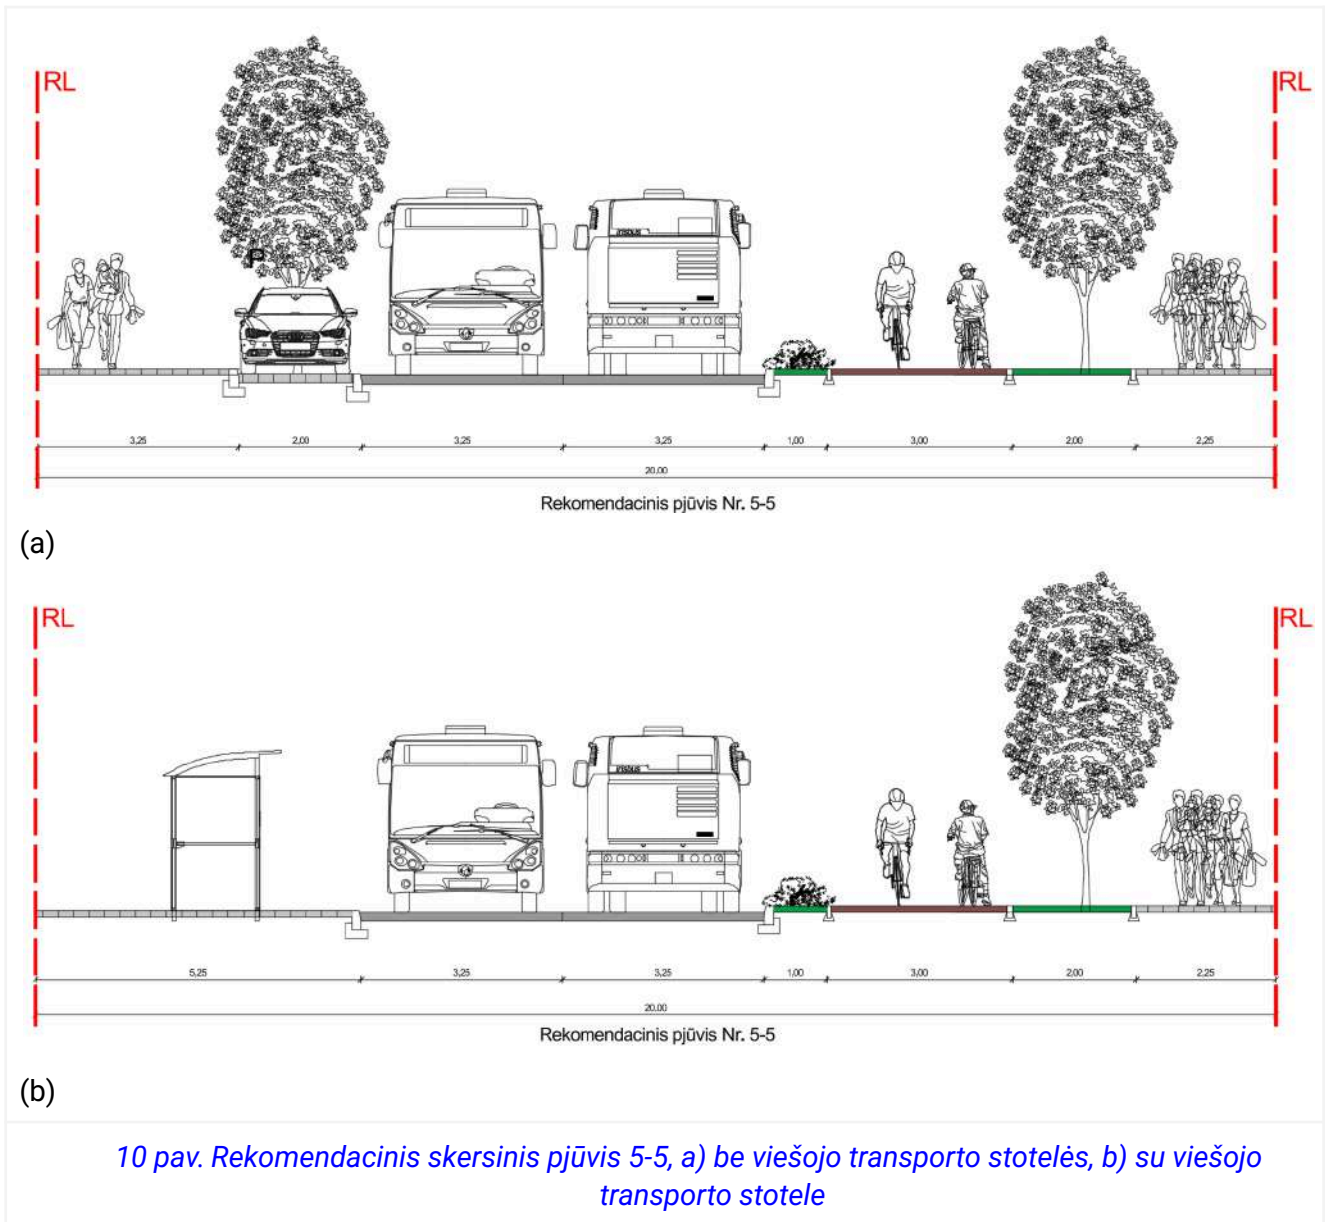 RL RL
P
irisbus
3,25 2,00 3,25 3,25 1,00 3,00 2,00 2,25
20,00
Rekomendacinis pjūvis Nr. 5-5
(a)
RL RL
irisbus
5,25 3,25 3,25 1,00 3,00 2,00 2,25
20,00
Rekomendacinis pjūvis Nr. 5-5
(b)
10 pav. Rekomendacinis skersinis pjūvis 5-5, a) be viešojo transporto stotelės, b) su viešojo
transporto stotele